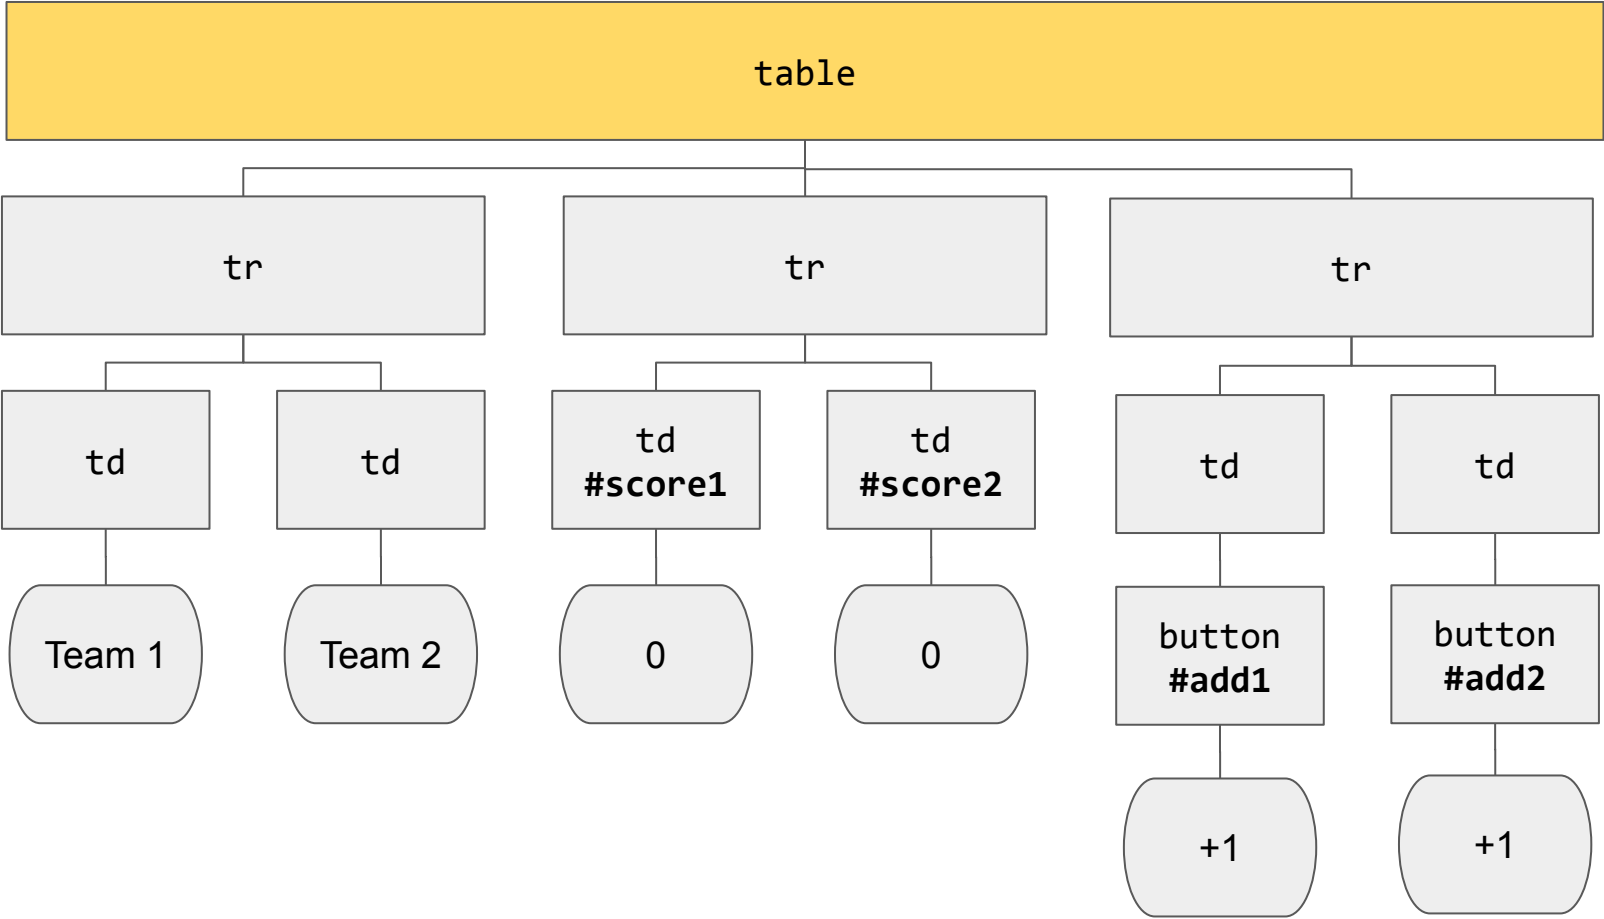 table
tr
tr
tr
td
td
td
#score1
td
#score2
td
td
Team 1
Team 2
0
0
button
#add1
button
#add2
+1
+1